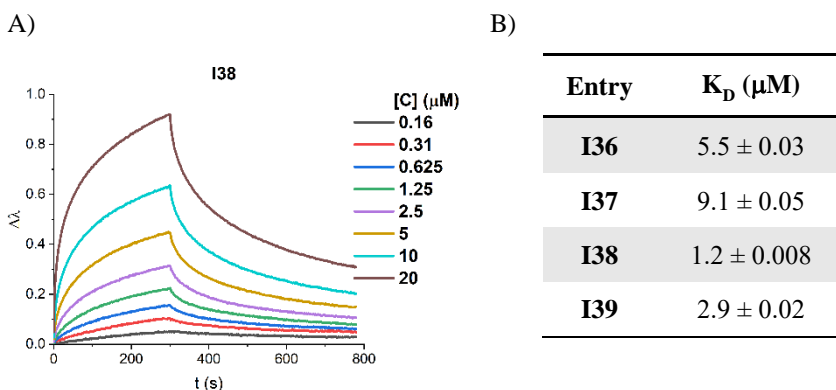 A)
I38
1.0
0.8
0.6
0.4
0.2
0.0
Δλ
0
200
400
600
800
t (s)
[C] (μM)
0.16
0.31
0.625
1.25
2.5
5
10
20
B)
Entry K_D (μM)
I36 5.5 ± 0.03
I37 9.1 ± 0.05
I38 1.2 ± 0.008
I39 2.9 ± 0.02